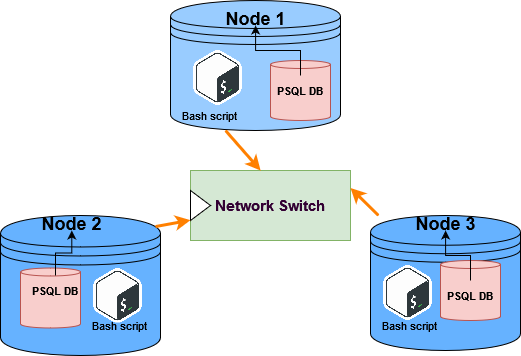 Node 1
PSQL DB
Bash script
Network Switch
Node 2
PSQL DB
Bash script
Node 3
PSQL DB
Bash script